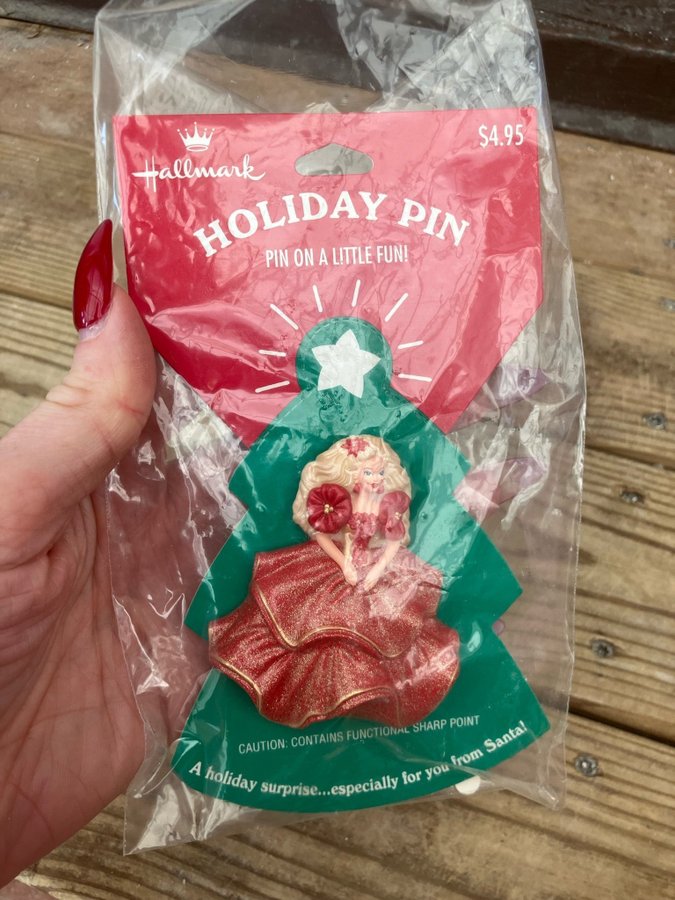 Hallmark
$4.95
HOLIDAY PIN
PIN ON A LITTLE FUN!
CAUTION: CONTAINS FUNCTIONAL SHARP POINT
A holiday surprise...especially for you from Santa!